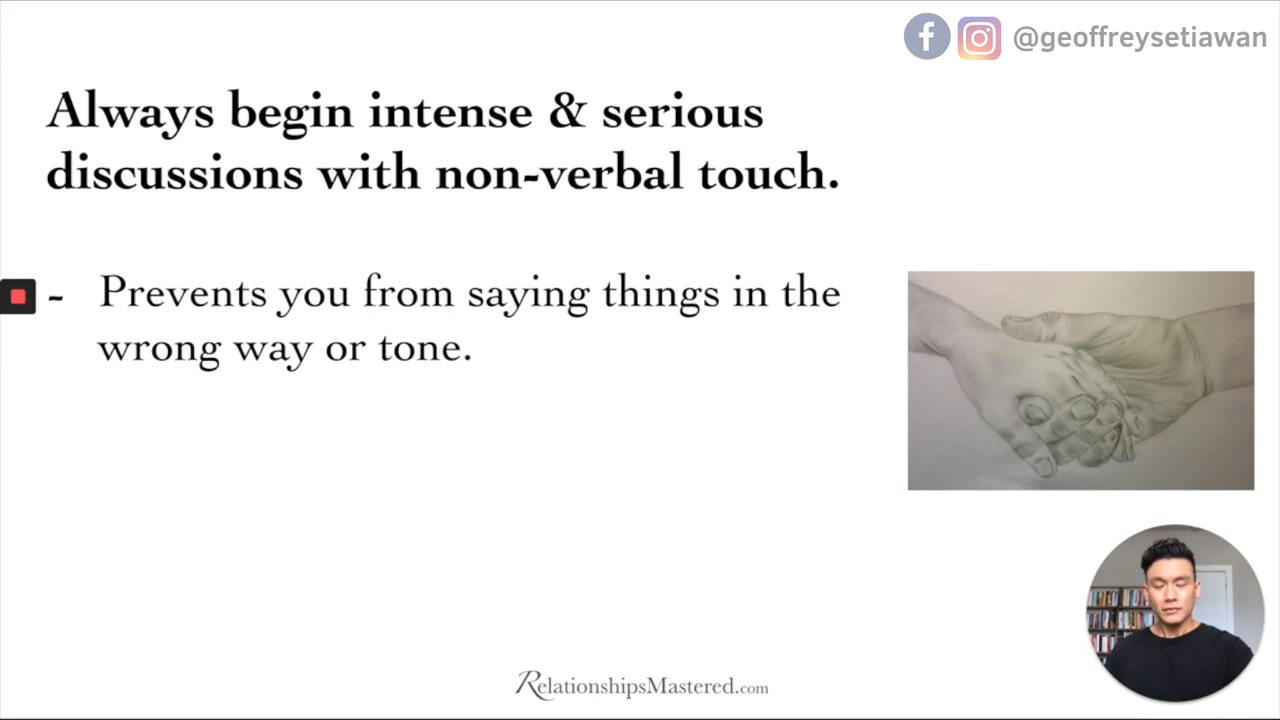 @geoffreysetiawan
Always begin intense & serious
discussions with non-verbal touch.
- Prevents you from saying things in the
wrong way or tone.
RelationshipsMastered.com